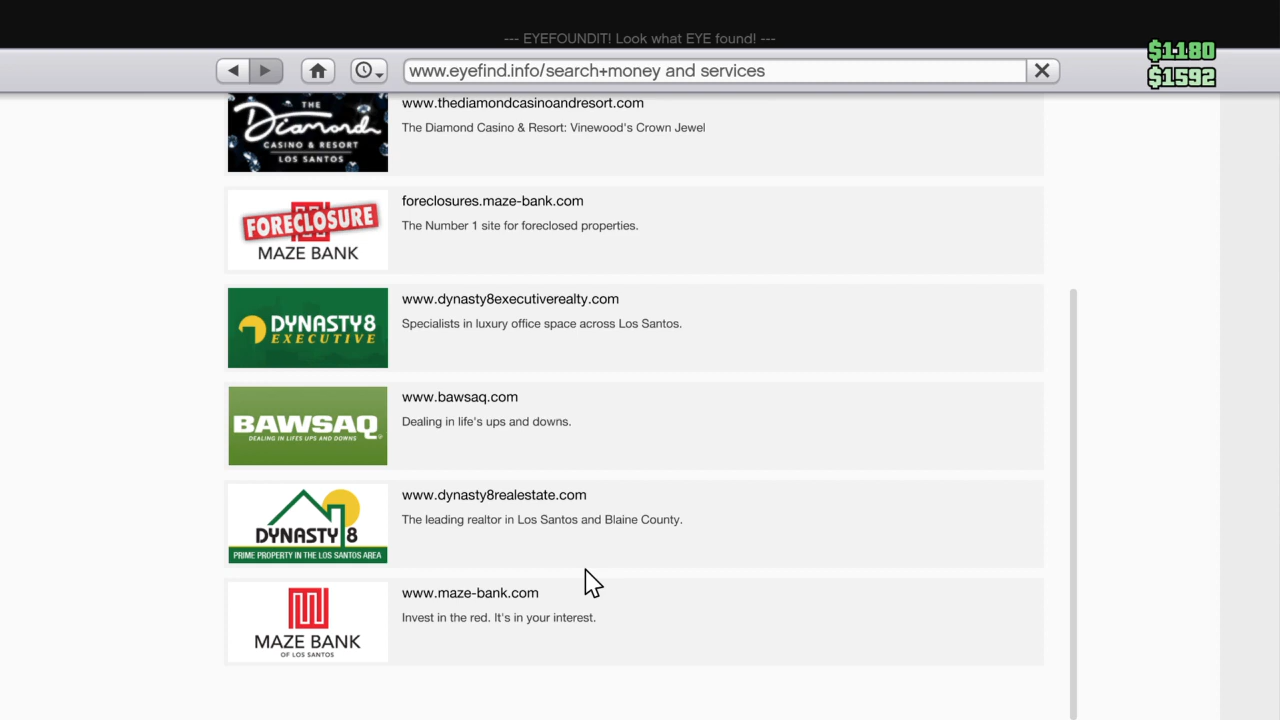 --- EYEFOUNDIT! Look what EYE found! ---
$1180
www.eyefind.info/search+money and services
$1592
THE
Diamond
CASINO & RESORT
LOS SANTOS
www.thediamondcasinoandresort.com
The Diamond Casino & Resort: Vinewood's Crown Jewel
FORECLOSURE
MAZE BANK
foreclosures.maze-bank.com
The Number 1 site for foreclosed properties.
DYNASTY8
EXECUTIVE
www.dynasty8executiverealty.com
Specialists in luxury office space across Los Santos.
BAWSAQ
DEALING IN LIFES UPS AND DOWNS
www.bawsaq.com
Dealing in life's ups and downs.
DYNASTY 8
PRIME PROPERTY IN THE LOS SANTOS AREA
www.dynasty8realestate.com
The leading realtor in Los Santos and Blaine County.
MAZE BANK
OF LOS SANTOS
www.maze-bank.com
Invest in the red. It's in your interest.